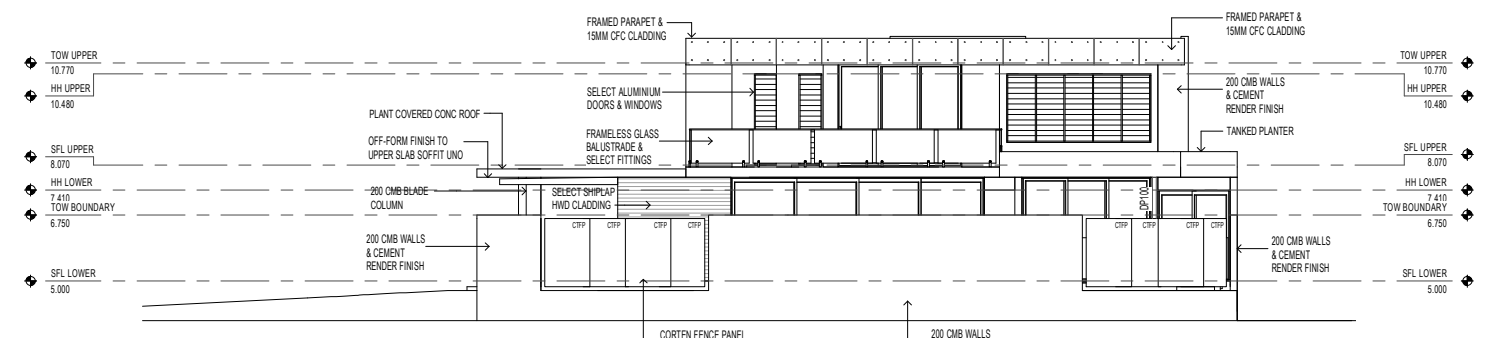 FRAMED PARAPET &
15MM CFC CLADDING
FRAMED PARAPET &
15MM CFC CLADDING
TOW UPPER
10.770
HH UPPER
10.480
SELECT ALUMINIUM
DOORS & WINDOWS
PLANT COVERED CONC ROOF
OFF-FORM FINISH TO
UPPER SLAB SOFFIT UNO
FRAMELESS GLASS
BALUSTRADE &
SELECT FITTINGS
SFL UPPER
8.070
HH LOWER
7.410
TOW BOUNDARY
6.750
200 CMB BLADE
COLUMN
SELECT SHIPLAP
HWD CLADDING
200 CMB WALLS
& CEMENT
RENDER FINISH
SFL LOWER
5.000
CTFP
CTFP
CTFP
CTFP
CORTEN FENCE PANEL
200 CMB WALLS
DP100
CTFP
CTFP
CTFP
CTFP
200 CMB WALLS
& CEMENT
RENDER FINISH
TANKED PLANTER
200 CMB WALLS
& CEMENT
RENDER FINISH
TOW UPPER
10.770
HH UPPER
10.480
SFL UPPER
8.070
HH LOWER
7.410
TOW BOUNDARY
6.750
SFL LOWER
5.000